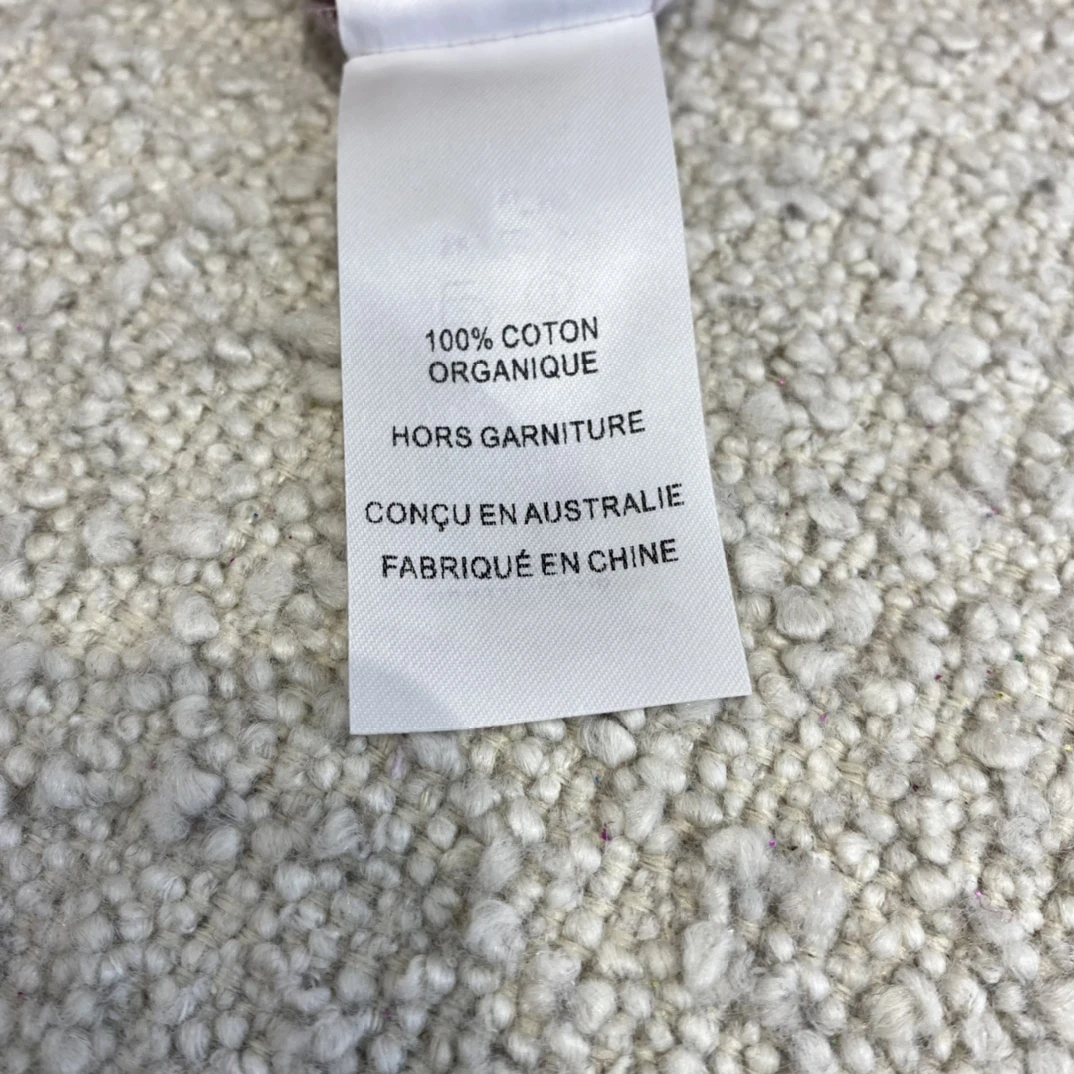 100% COTON
ORGANIQUE
HORS GARNITURE
CONÇU EN AUSTRALIE
FABRIQUÉ EN CHINE